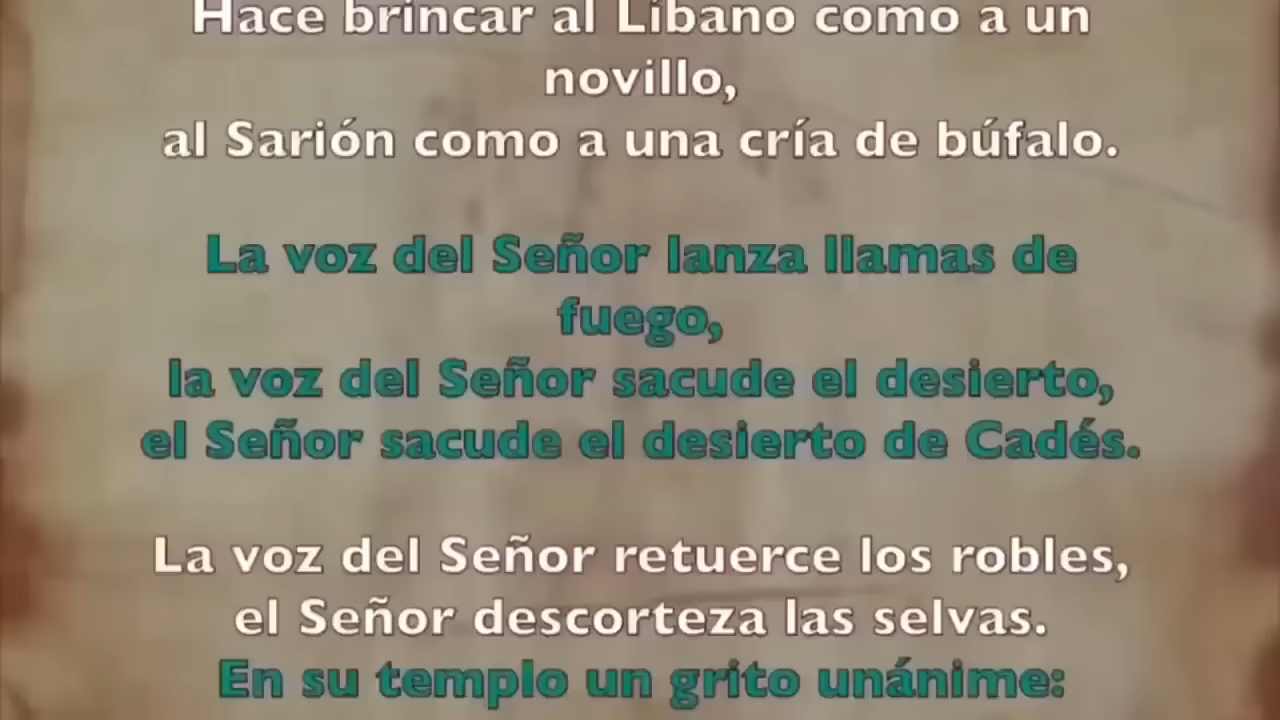 Hace brincar al Líbano como a un
novillo,
al Sarión como a una cría de búfalo.
La voz del Señor lanza llamas de
fuego,
la voz del Señor sacude el desierto,
el Señor sacude el desierto de Cadés.
La voz del Señor retuerce los robles,
el Señor descorteza las selvas.
En su templo un grito unánime: